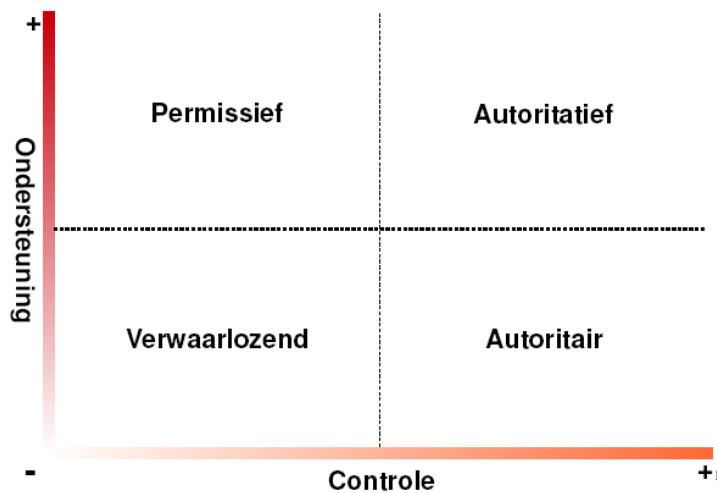 +
Permissief
Autoritatief
Ondersteuning
Verwaarlozend
Autoritair
-
Controle
+